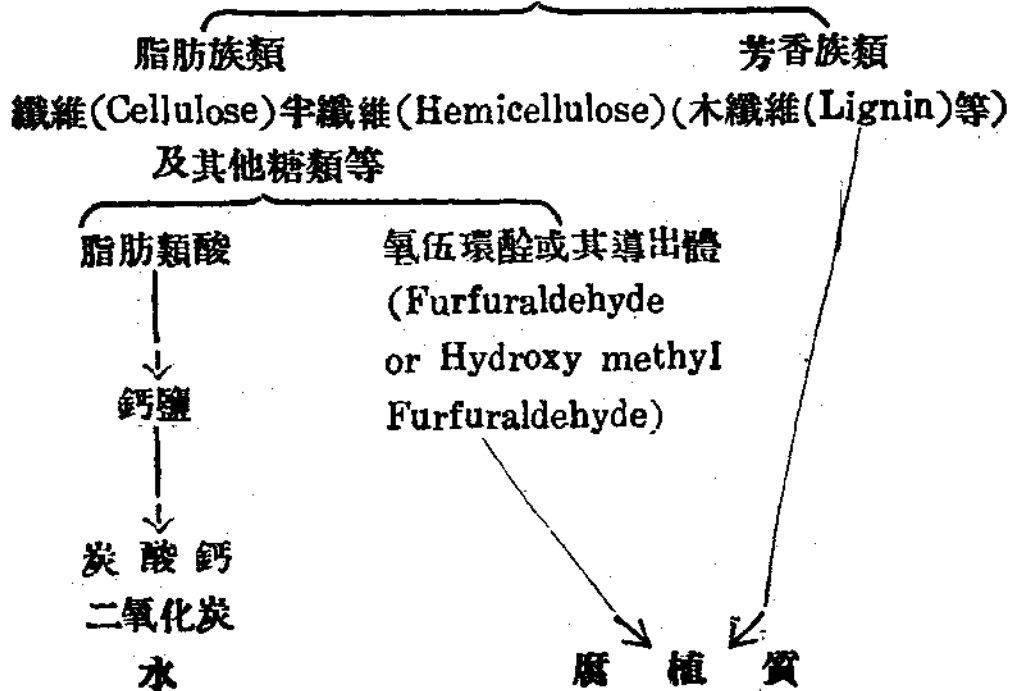 脂肪族類 芳香族類
纖維(Cellulose)半纖維(Hemicellulose)(木纖維(Lignin)等)
及其他糖類等
脂肪類酸 氧伍環醛或其導出體
(Furfuraldehyde
or Hydroxy methyl
Furfuraldehyde)
鈣鹽
炭酸鈣
二氧化炭
水
腐植質